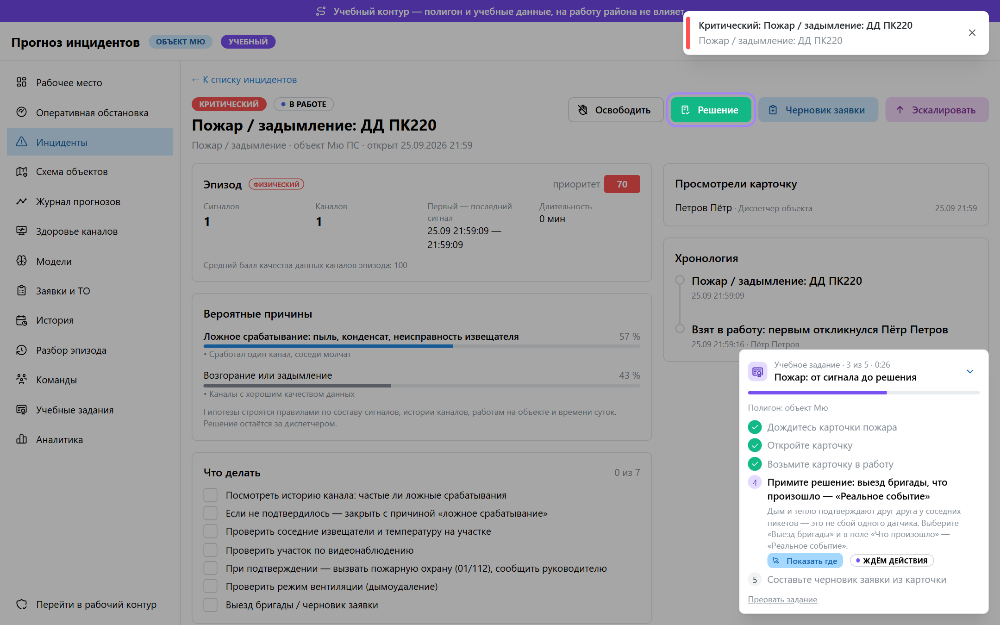 Учебный контур — полигон и учебные данные, на работу района не влияет
Критический: Пожар / задымление: ДД ПК220
Пожар / задымление: ДД ПК220
Прогноз инцидентов
ОБЪЕКТ МЮ
УЧЕБНЫЙ
Рабочее место
Оперативная обстановка
Инциденты
Схема объектов
Журнал прогнозов
Здоровье каналов
Модели
Заявки и ТО
История
Разбор эпизода
Команды
Учебные задания
Аналитика
Перейти в рабочий контур
← К списку инцидентов
КРИТИЧЕСКИЙ
В РАБОТЕ
Пожар / задымление: ДД ПК220
Пожар / задымление · объект Мю ПС · открыт 25.09.2026 21:59
Освободить
Решение
Черновик заявки
Эскалировать
Эпизод
ФИЗИЧЕСКИЙ
приоритет 70
Сигналов
1
Каналов
1
Первый — последний
сигнал
25.09 21:59:09 —
21:59:09
Длительность
0 мин
Средний балл качества данных каналов эпизода: 100
Вероятные причины
Ложное срабатывание: пыль, конденсат, неисправность извещателя 57 %
• Сработал один канал, соседи молчат
Возгорание или задымление 43 %
• Каналы с хорошим качеством данных
Гипотезы строятся правилами по составу сигналов, истории каналов, работам на объекте и времени суток.
Решение остаётся за диспетчером.
Что делать 0 из 7
Посмотреть историю канала: частые ли ложные срабатывания
Если не подтвердилось — закрыть с причиной «ложное срабатывание»
Проверить соседние извещатели и температуру на участке
Проверить участок по видеонаблюдению
При подтверждении — вызвать пожарную охрану (01/112), сообщить руководителю
Проверить режим вентиляции (дымоудаление)
Выезд бригады / черновик заявки
Просмотрели карточку
Петров Пётр · Диспетчер объекта 25.09 21:59
Хронология
Пожар / задымление: ДД ПК220
25.09 21:59:09
Взят в работу: первым откликнулся Пётр Петров
25.09 21:59:16 · Пётр Петров
Учебное задание · 3 из 5 · 0:26
Пожар: от сигнала до решения
Полигон: объект Мю
Дождитесь карточки пожара
Откройте карточку
Возьмите карточку в работу
4 Примите решение: выезд бригады, что
произошло — «Реальное событие»
Дым и тепло подтверждают друг друга у соседних
пикетов — это не сбой одного датчика. Выберите
«Выезд бригады» и в поле «Что произошло» —
«Реальное событие».
Показать где
ЖДЁМ ДЕЙСТВИЯ
5 Составьте черновик заявки из карточки
Прервать задание